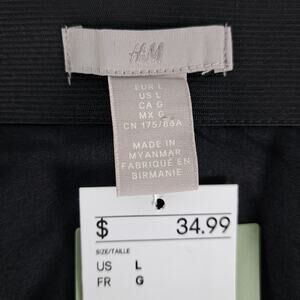 H&M
EUR L
US L
CA G
MX G
CN 175/88A
MADE IN
MYANMAR
FABRIQUÉ EN
BIRMANIE
$ 34.99
SIZE/TAILLE
US L
FR G